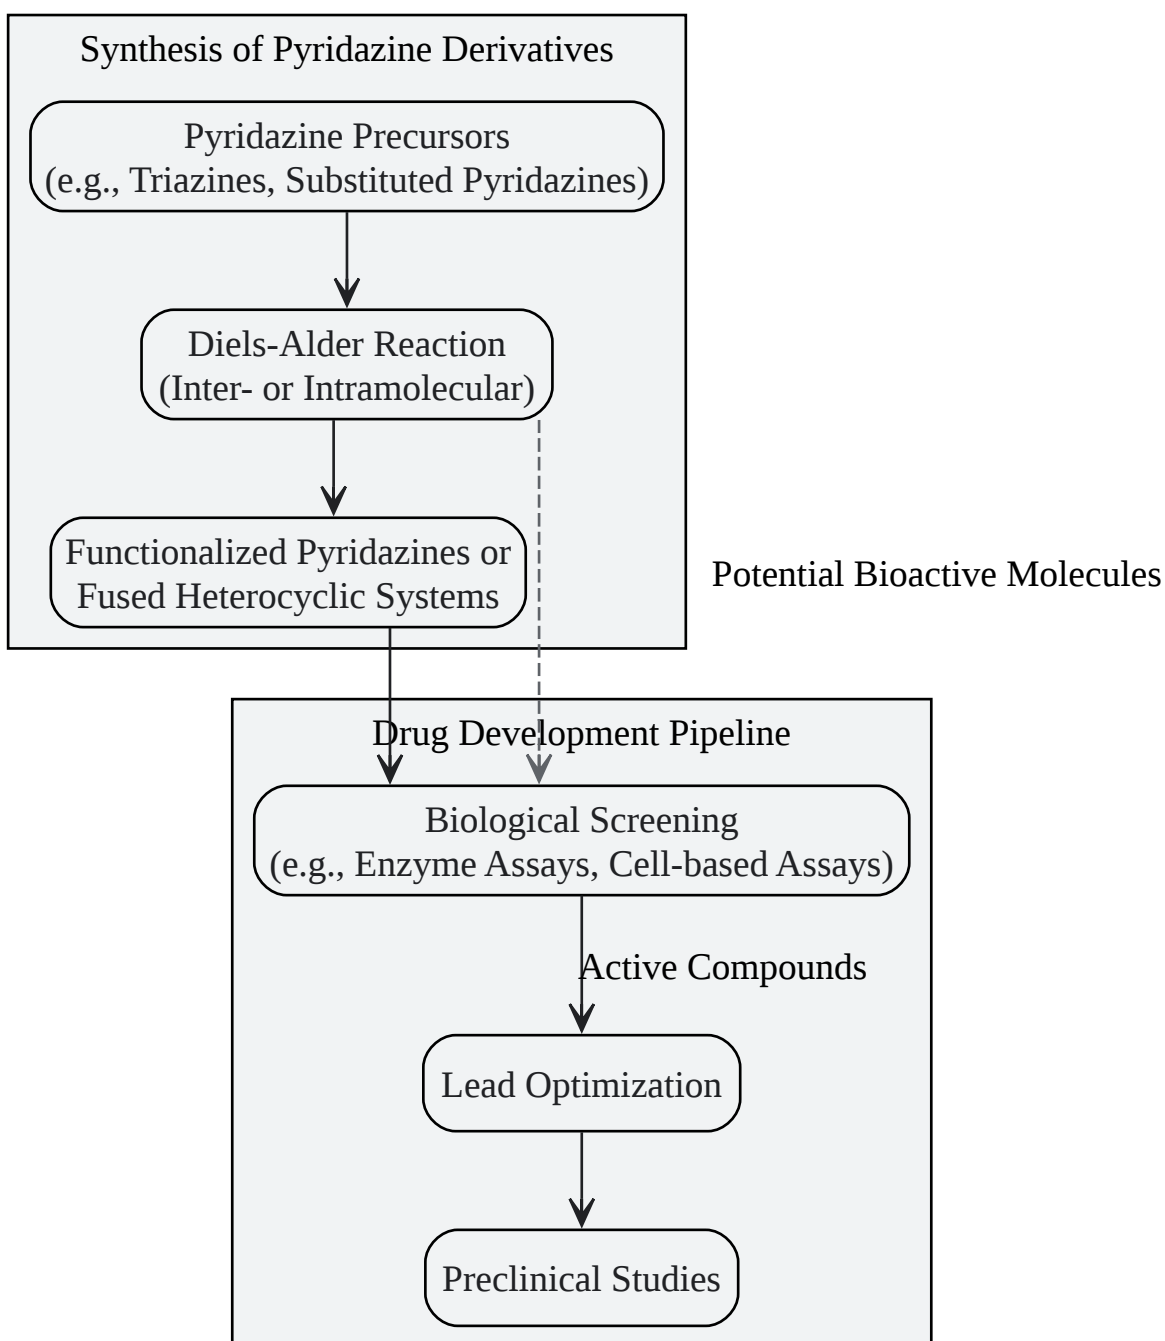 Synthesis of Pyridazine Derivatives
Pyridazine Precursors
(e.g., Triazines, Substituted Pyridazines)
Diels-Alder Reaction
(Inter- or Intramolecular)
Functionalized Pyridazines or
Fused Heterocyclic Systems
Potential Bioactive Molecules
Drug Development Pipeline
Biological Screening
(e.g., Enzyme Assays, Cell-based Assays)
Active Compounds
Lead Optimization
Preclinical Studies